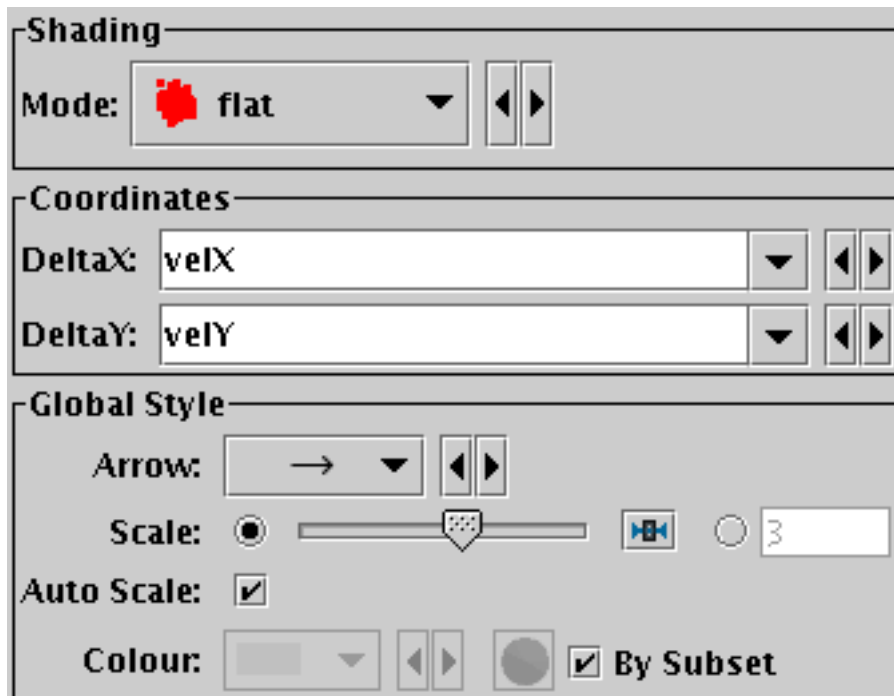 Shading
Mode: flat
Coordinates
DeltaX: velX
DeltaY: velY
Global Style
Arrow:
Scale: 3
Auto Scale:
Colour: By Subset